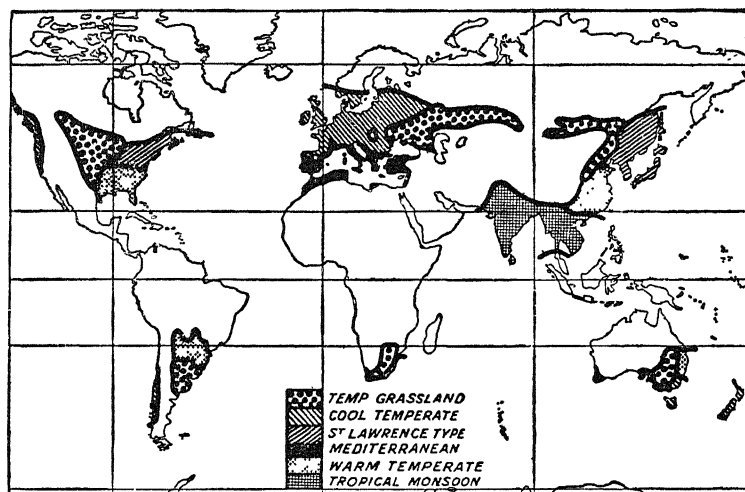 TEMP GRASSLAND
COOL TEMPERATE
ST LAWRENCE TYPE
MEDITERRANEAN
WARM TEMPERATE
TROPICAL MONSOON